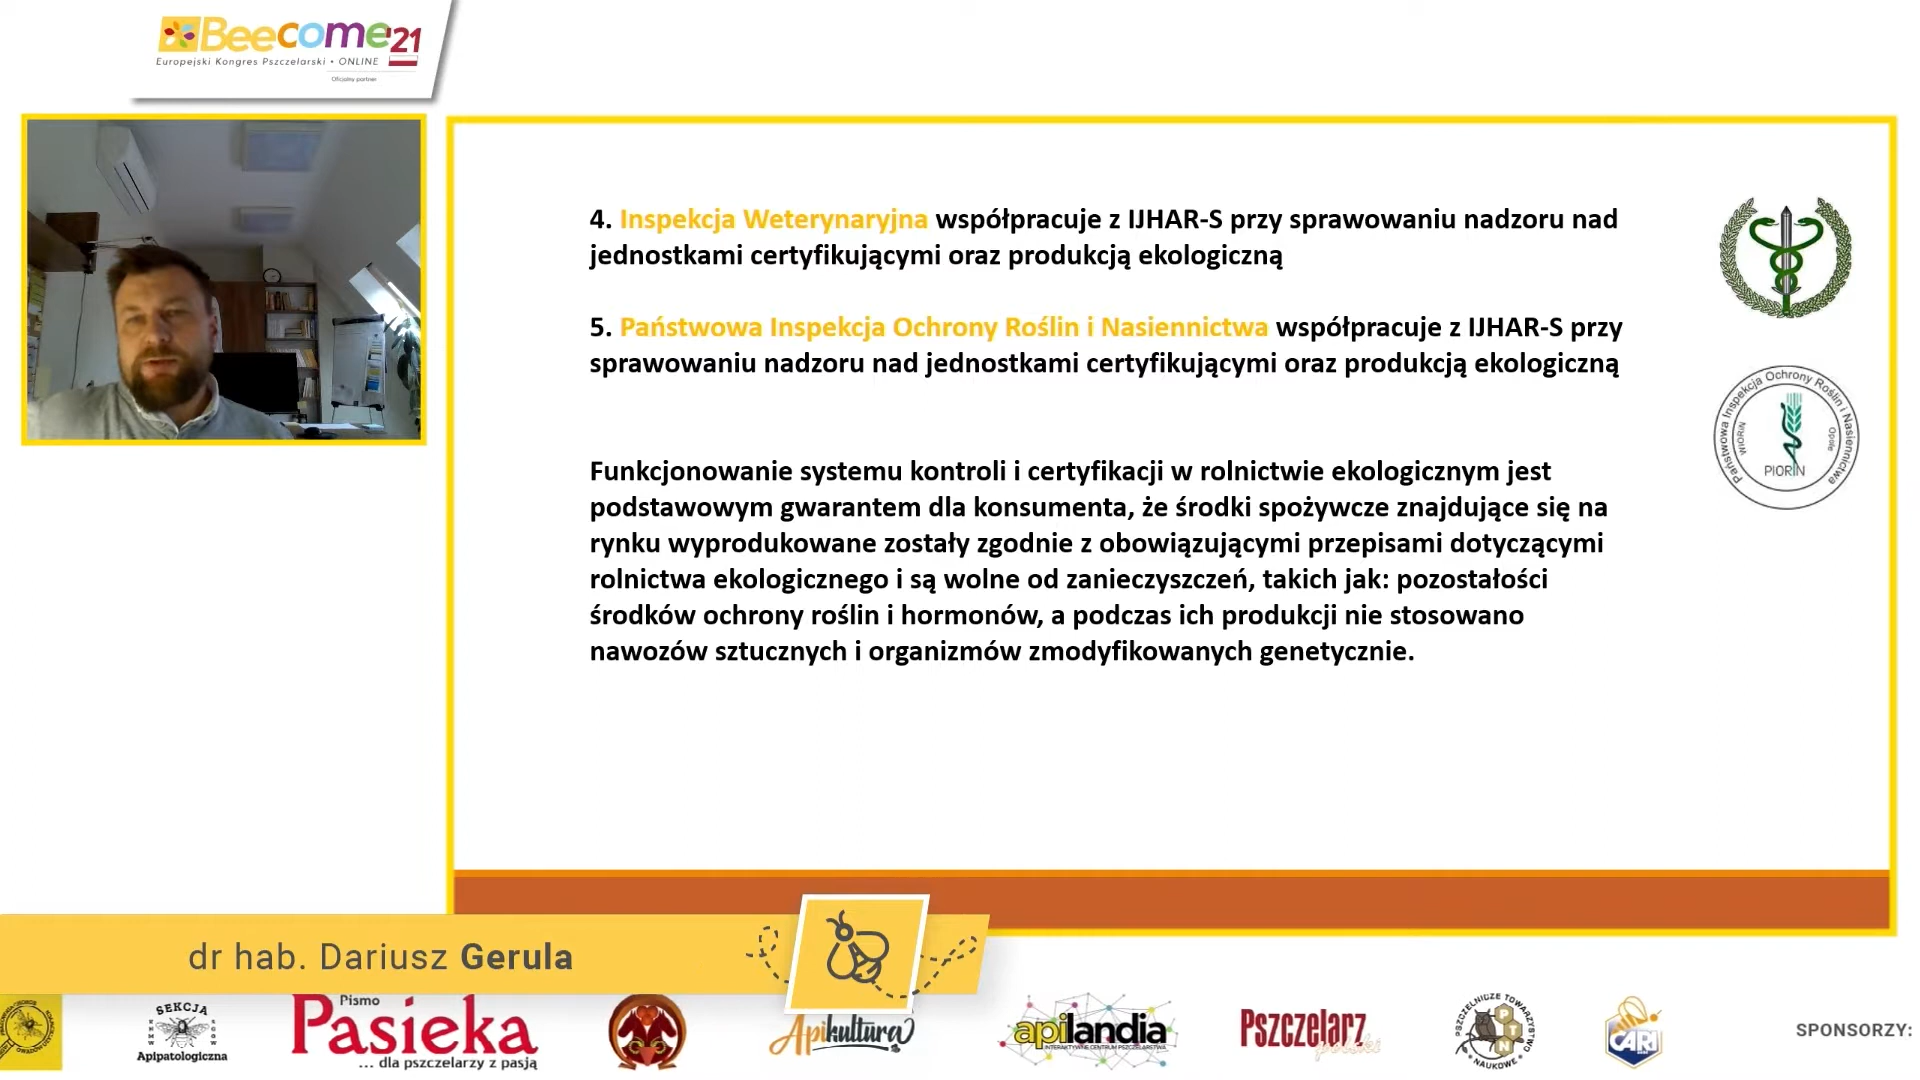 Beecome'21
Europejski Kongres Pszczelarski • ONLINE
Oficjalny partner
4. Inspekcja Weterynaryjna współpracuje z IJHAR-S przy sprawowaniu nadzoru nad
jednostkami certyfikującymi oraz produkcją ekologiczną
5. Państwowa Inspekcja Ochrony Roślin i Nasiennictwa współpracuje z IJHAR-S przy
sprawowaniu nadzoru nad jednostkami certyfikującymi oraz produkcją ekologiczną
Państwowa Inspekcja Ochrony Roślin i Nasiennictwa
WIORIN
Opole
PIORIN
Funkcjonowanie systemu kontroli i certyfikacji w rolnictwie ekologicznym jest
podstawowym gwarantem dla konsumenta, że środki spożywcze znajdujące się na
rynku wyprodukowane zostały zgodnie z obowiązującymi przepisami dotyczącymi
rolnictwa ekologicznego i są wolne od zanieczyszczeń, takich jak: pozostałości
środków ochrony roślin i hormonów, a podczas ich produkcji nie stosowano
nawozów sztucznych i organizmów zmodyfikowanych genetycznie.
dr hab. Dariusz Gerula
SEKCJA
Apipatologiczna
Pismo
Pasieka
... dla pszczelarzy z pasją
Apikultura
apilandia
INTERAKTYWNE CENTRUM PSZCZELARSTWA
Pszczelarz
polski
PSZCZELNICZE TOWARZYSTWO
NAUKOWE
PTN
CARI
SPONSORZY: